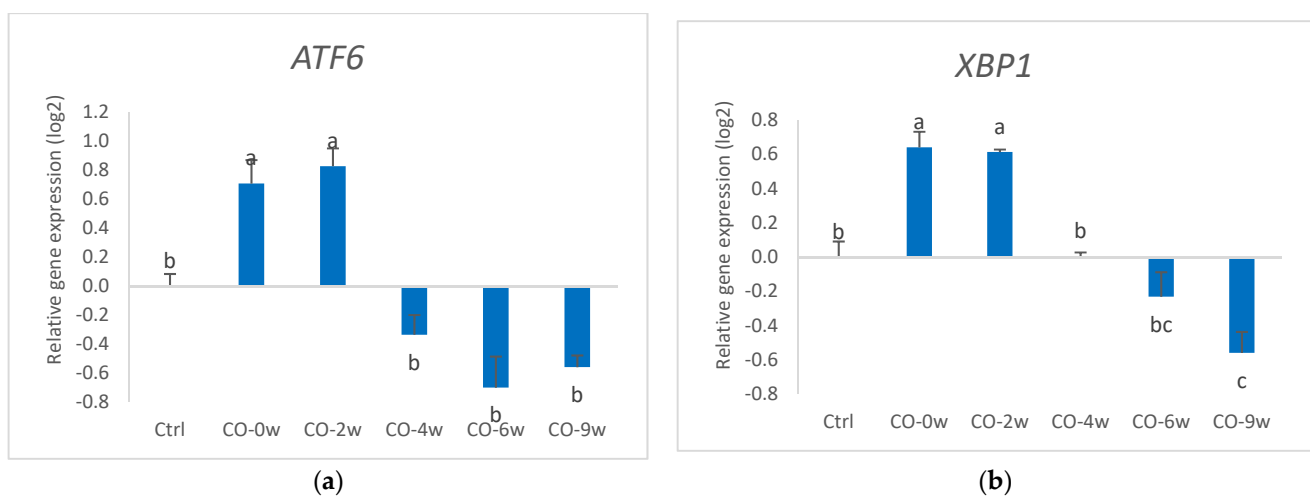 ATF6
Relative gene expression (log2)
1.2
1.0
0.8
0.6
0.4
0.2
0.0
-0.2
-0.4
-0.6
-0.8
b
a
a
b
b
b
Ctrl CO-0w CO-2w CO-4w CO-6w CO-9w
(a)
XBP1
Relative gene expression (log2)
0.8
0.6
0.4
0.2
0.0
-0.2
-0.4
-0.6
-0.8
b
a
a
b
bc
c
Ctrl CO-0w CO-2w CO-4w CO-6w CO-9w
(b)